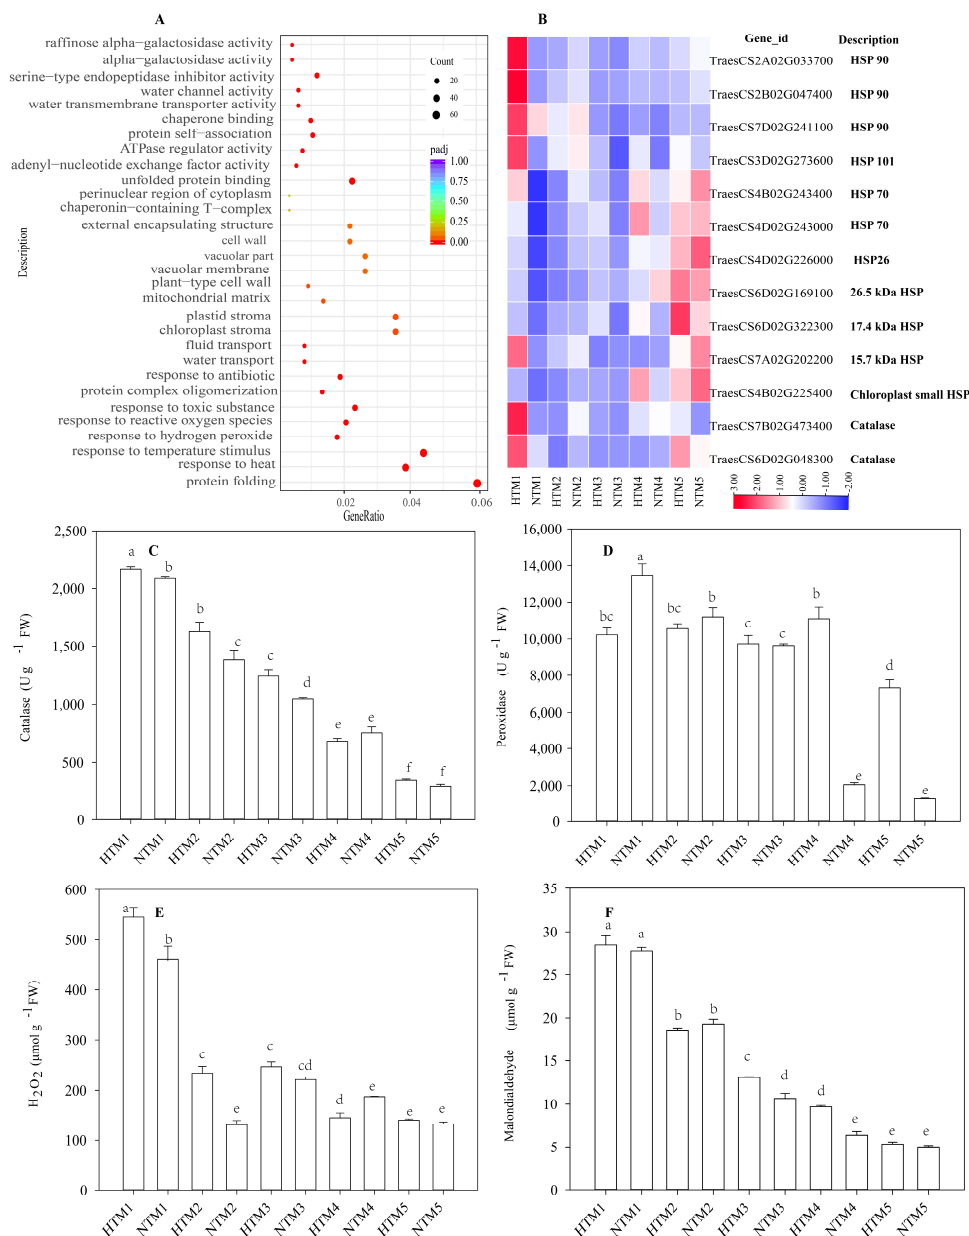 A
raffinose alpha-galactosidase activity
alpha-galactosidase activity
serine-type endopeptidase inhibitor activity
water channel activity
water transmembrane transporter activity
chaperone binding
protein self-association
ATPase regulator activity
adenyl-nucleotide exchange factor activity
unfolded protein binding
perinuclear region of cytoplasm
chaperonin-containing T-complex
external encapsulating structure
cell wall
vacuolar part
vacuolar membrane
plant-type cell wall
mitochondrial matrix
plastid stroma
chloroplast stroma
fluid transport
water transport
response to antibiotic
protein complex oligomerization
response to toxic substance
response to reactive oxygen species
response to hydrogen peroxide
response to temperature stimulus
response to heat
protein folding
Description
0.02 0.04 0.06
GeneRatio
Count
20
40
60
padj
1.00
0.75
0.50
0.25
0.00
B
Gene_id Description
TraesCS2A02G033700 HSP 90
TraesCS2B02G047400 HSP 90
TraesCS7D02G241100 HSP 90
TraesCS3D02G273600 HSP 101
TraesCS4B02G243400 HSP 70
TraesCS4D02G243000 HSP 70
TraesCS4D02G226000 HSP26
TraesCS6D02G169100 26.5 kDa HSP
TraesCS6D02G322300 17.4 kDa HSP
TraesCS7A02G202200 15.7 kDa HSP
TraesCS4B02G225400 Chloroplast small HSP
TraesCS7B02G473400 Catalase
TraesCS6D02G048300 Catalase
HTM1 NTM1 HTM2 NTM2 HTM3 NTM3 HTM4 NTM4 HTM5 NTM5
3.00 2.00 1.00 0.00 -1.00 -2.00
C
Catalase (U g -1 FW)
2,500
2,000
1,500
1,000
500
0
a b b c c d e e f f
HTM1 NTM1 HTM2 NTM2 HTM3 NTM3 HTM4 NTM4 HTM5 NTM5
D
Peroxidase (U g -1 FW)
16,000
14,000
12,000
10,000
8,000
6,000
4,000
2,000
0
bc a bc b c c b e d e
HTM1 NTM1 HTM2 NTM2 HTM3 NTM3 HTM4 NTM4 HTM5 NTM5
E
H2O2 (μmol g -1FW)
600
500
400
300
200
100
0
a b c e c cd d e e e
HTM1 NTM1 HTM2 NTM2 HTM3 NTM3 HTM4 NTM4 HTM5 NTM5
F
Malondialdehyde (μmol g -1 FW)
35
30
25
20
15
10
5
0
a a b b c d d e e e
HTM1 NTM1 HTM2 NTM2 HTM3 NTM3 HTM4 NTM4 HTM5 NTM5